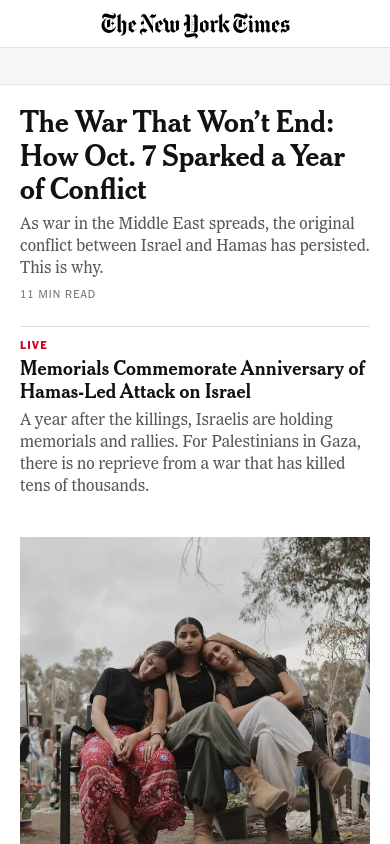 The New York Times
The War That Won’t End:
How Oct. 7 Sparked a Year
of Conflict
As war in the Middle East spreads, the original
conflict between Israel and Hamas has persisted.
This is why.
11 MIN READ
LIVE
Memorials Commemorate Anniversary of
Hamas-Led Attack on Israel
A year after the killings, Israelis are holding
memorials and rallies. For Palestinians in Gaza,
there is no reprieve from a war that has killed
tens of thousands.